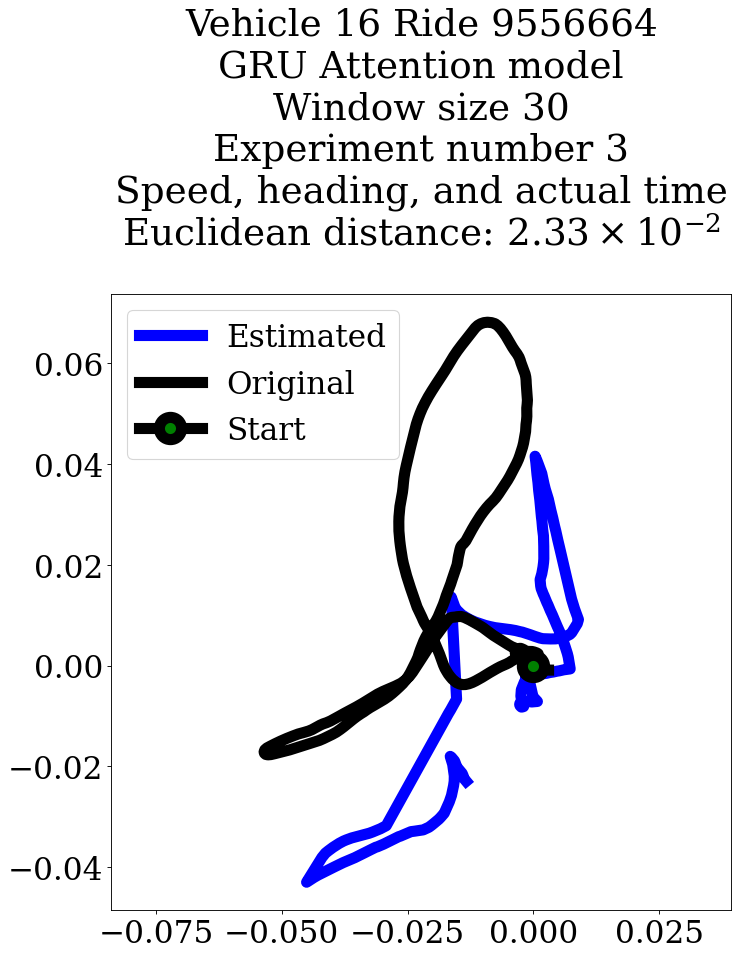 Vehicle 16 Ride 9556664
GRU Attention model
Window size 30
Experiment number 3
Speed, heading, and actual time
Euclidean distance: 2.33 × 10⁻²
Estimated
Original
Start
0.06
0.04
0.02
0.00
−0.02
−0.04
−0.075 −0.050 −0.025 0.000 0.025